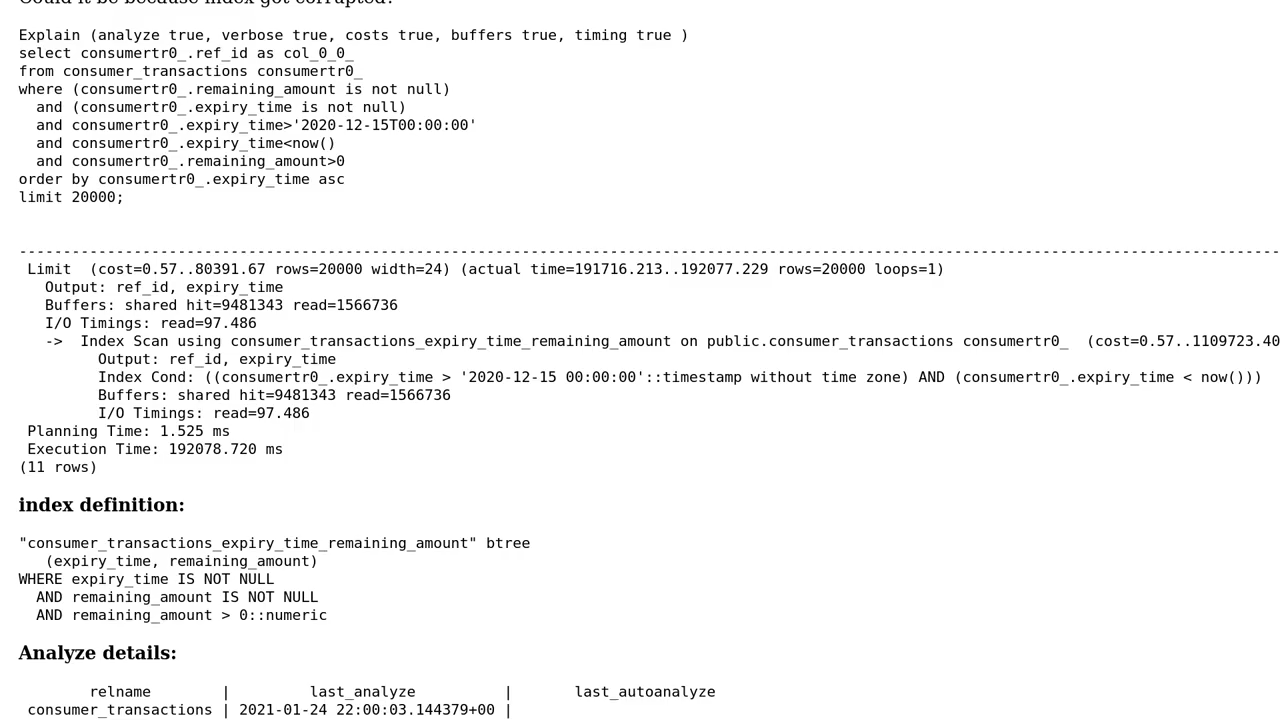 Could it be because index got corrupted?
Explain (analyze true, verbose true, costs true, buffers true, timing true )
select consumertr0_.ref_id as col_0_0_
from consumer_transactions consumertr0_
where (consumertr0_.remaining_amount is not null)
  and (consumertr0_.expiry_time is not null)
  and consumertr0_.expiry_time>'2020-12-15T00:00:00'
  and consumertr0_.expiry_time<now()
  and consumertr0_.remaining_amount>0
order by consumertr0_.expiry_time asc
limit 20000;
-----------------------------------------------------------------------------------------------------------------------------------------------
 Limit  (cost=0.57..80391.67 rows=20000 width=24) (actual time=191716.213..192077.229 rows=20000 loops=1)
   Output: ref_id, expiry_time
   Buffers: shared hit=9481343 read=1566736
   I/O Timings: read=97.486
   ->  Index Scan using consumer_transactions_expiry_time_remaining_amount on public.consumer_transactions consumertr0_  (cost=0.57..1109723.40
         Output: ref_id, expiry_time
         Index Cond: ((consumertr0_.expiry_time > '2020-12-15 00:00:00'::timestamp without time zone) AND (consumertr0_.expiry_time < now()))
         Buffers: shared hit=9481343 read=1566736
         I/O Timings: read=97.486
 Planning Time: 1.525 ms
 Execution Time: 192078.720 ms
(11 rows)
index definition:
"consumer_transactions_expiry_time_remaining_amount" btree
   (expiry_time, remaining_amount)
WHERE expiry_time IS NOT NULL
  AND remaining_amount IS NOT NULL
  AND remaining_amount > 0::numeric
Analyze details:
        relname        |         last_analyze          |       last_autoanalyze
 consumer_transactions | 2021-01-24 22:00:03.144379+00 |